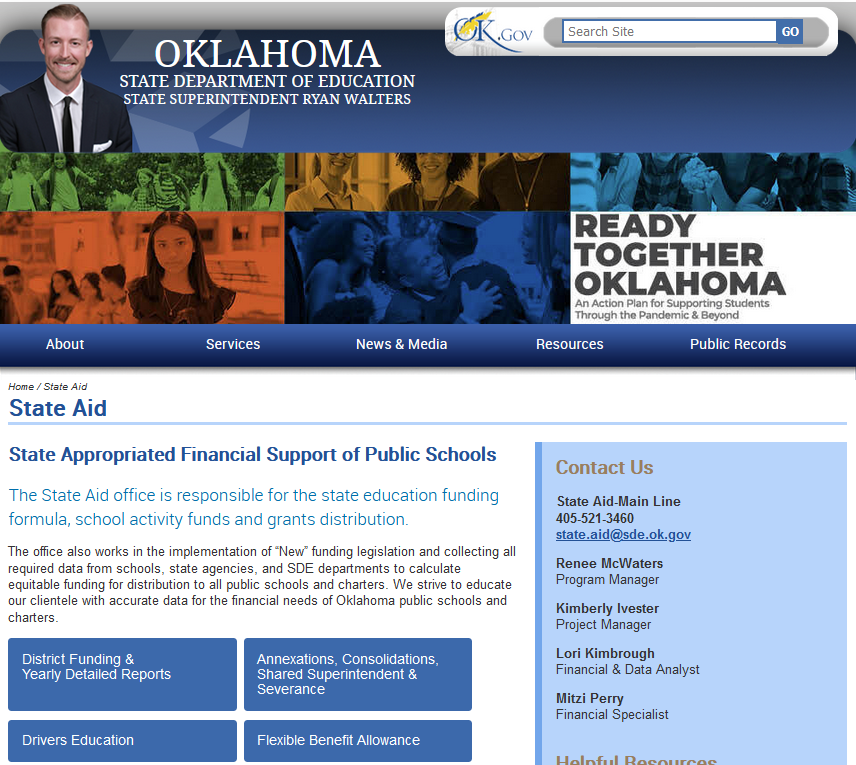 OK.Gov
Search Site
GO
OKLAHOMA
STATE DEPARTMENT OF EDUCATION
STATE SUPERINTENDENT RYAN WALTERS
READY
TOGETHER
OKLAHOMA
An Action Plan for Supporting Students
Through the Pandemic & Beyond
About
Services
News & Media
Resources
Public Records
Home / State Aid
State Aid
State Appropriated Financial Support of Public Schools
The State Aid office is responsible for the state education funding
formula, school activity funds and grants distribution.
The office also works in the implementation of “New” funding legislation and collecting all
required data from schools, state agencies, and SDE departments to calculate
equitable funding for distribution to all public schools and charters. We strive to educate
our clientele with accurate data for the financial needs of Oklahoma public schools and
charters.
District Funding &
Yearly Detailed Reports
Annexations, Consolidations,
Shared Superintendent &
Severance
Drivers Education
Flexible Benefit Allowance
Contact Us
State Aid-Main Line
405-521-3460
state.aid@sde.ok.gov
Renee McWaters
Program Manager
Kimberly Ivester
Project Manager
Lori Kimbrough
Financial & Data Analyst
Mitzi Perry
Financial Specialist
Helpful Resources